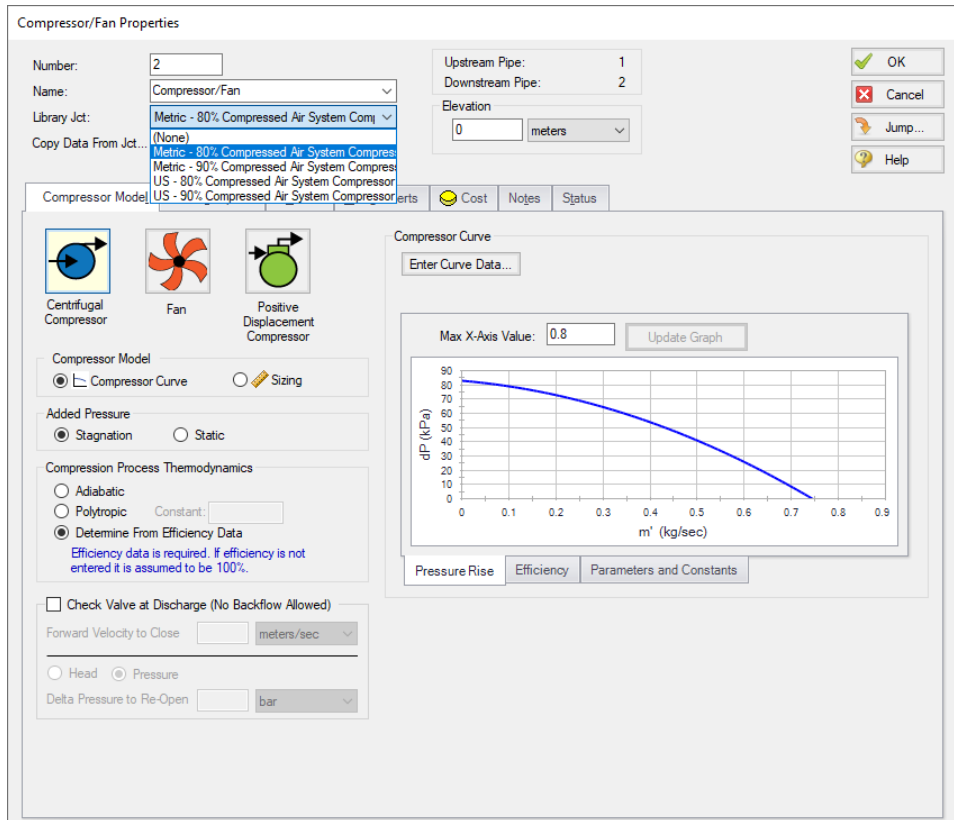 Compressor/Fan Properties
Number: 2
Name: Compressor/Fan
Library Jct: Metric - 80% Compressed Air System Com
(None)
Metric - 80% Compressed Air System Compres
Metric - 90% Compressed Air System Compres
US - 80% Compressed Air System Compressor
US - 90% Compressed Air System Compressor
Copy Data From Jct...
Upstream Pipe: 1
Downstream Pipe: 2
Elevation
0 meters
OK
Cancel
Jump...
Help
Compressor Model
Cost
Notes
Status
Centrifugal
Compressor
Fan
Positive
Displacement
Compressor
Compressor Model
Compressor Curve
Sizing
Added Pressure
Stagnation
Static
Compression Process Thermodynamics
Adiabatic
Polytropic Constant:
Determine From Efficiency Data
Efficiency data is required. If efficiency is not
entered it is assumed to be 100%.
Check Valve at Discharge (No Backflow Allowed)
Forward Velocity to Close meters/sec
Head Pressure
Delta Pressure to Re-Open bar
Compressor Curve
Enter Curve Data...
Max X-Axis Value: 0.8 Update Graph
dP (kPa)
90
80
70
60
50
40
30
20
10
0
0 0.1 0.2 0.3 0.4 0.5 0.6 0.7 0.8 0.9
m' (kg/sec)
Pressure Rise
Efficiency
Parameters and Constants